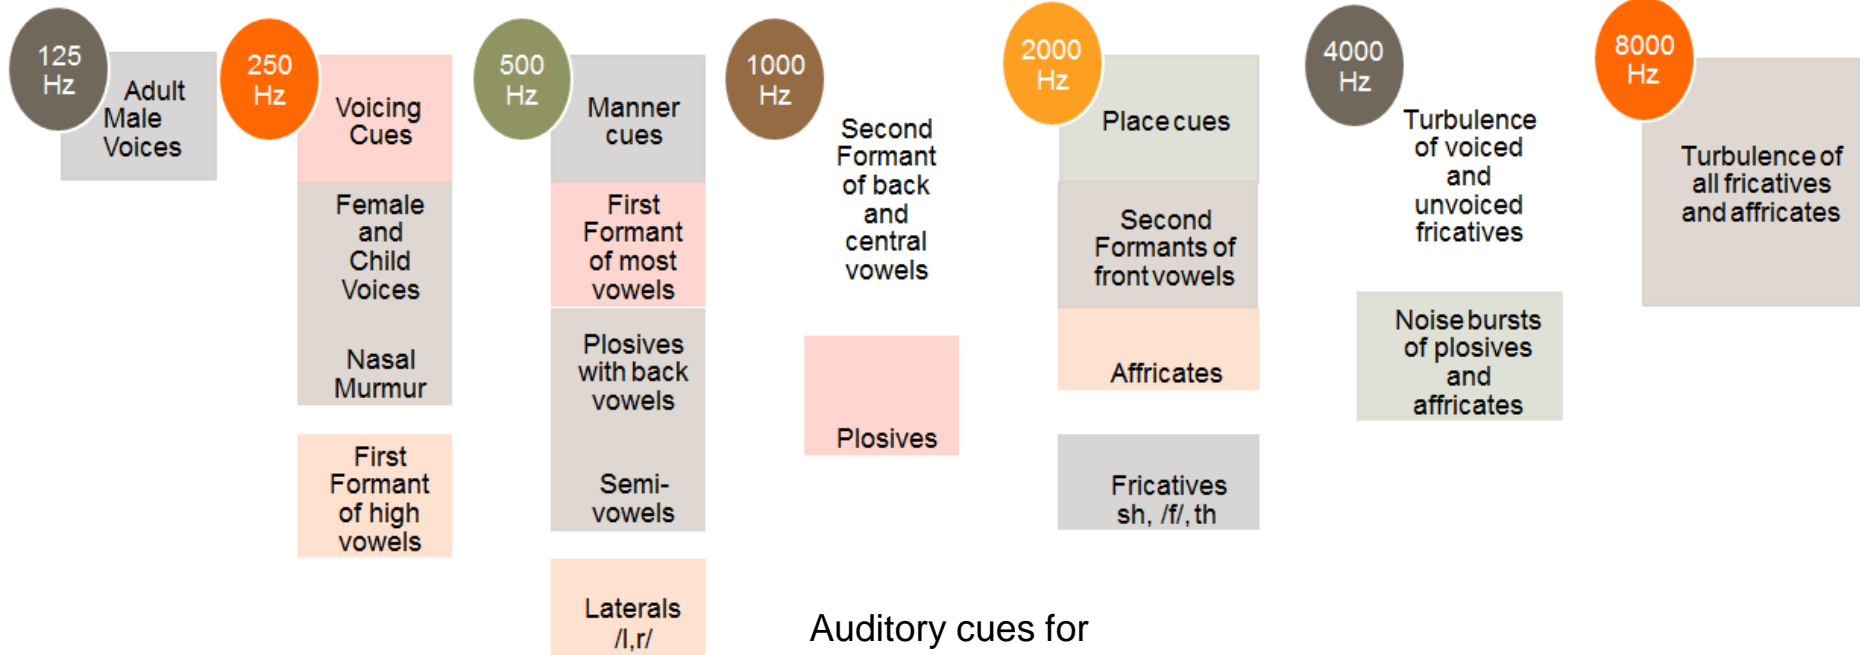 125
Hz
Adult
Male
Voices
250
Hz
Voicing
Cues
Female
and
Child
Voices
Nasal
Murmur
First
Formant
of high
vowels
500
Hz
Manner
cues
First
Formant
of most
vowels
Plosives
with back
vowels
Semi-
vowels
Laterals
/l,r/
1000
Hz
Second
Formant
of back
and
central
vowels
Plosives
2000
Hz
Place cues
Second
Formants of
front vowels
Affricates
Fricatives
sh, /f/, th
4000
Hz
Turbulence
of voiced
and
unvoiced
fricatives
Noise bursts
of plosives
and
affricates
8000
Hz
Turbulence of
all fricatives
and affricates
Auditory cues for